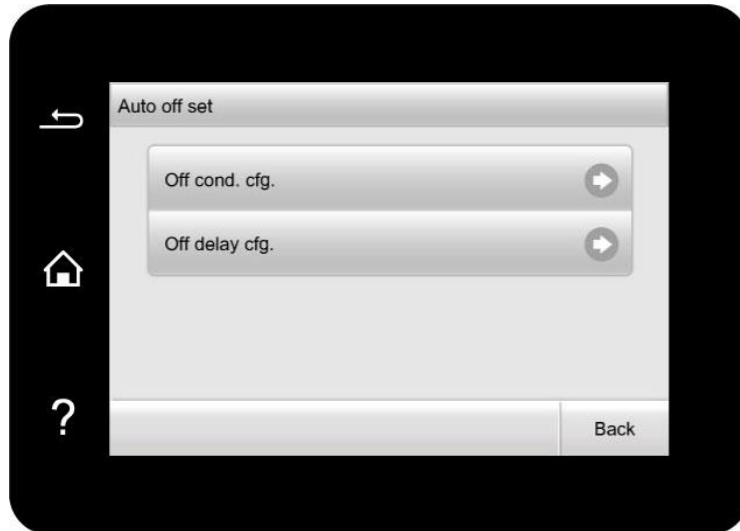 Auto off set
Off cond. cfg.
Off delay cfg.
?
Back